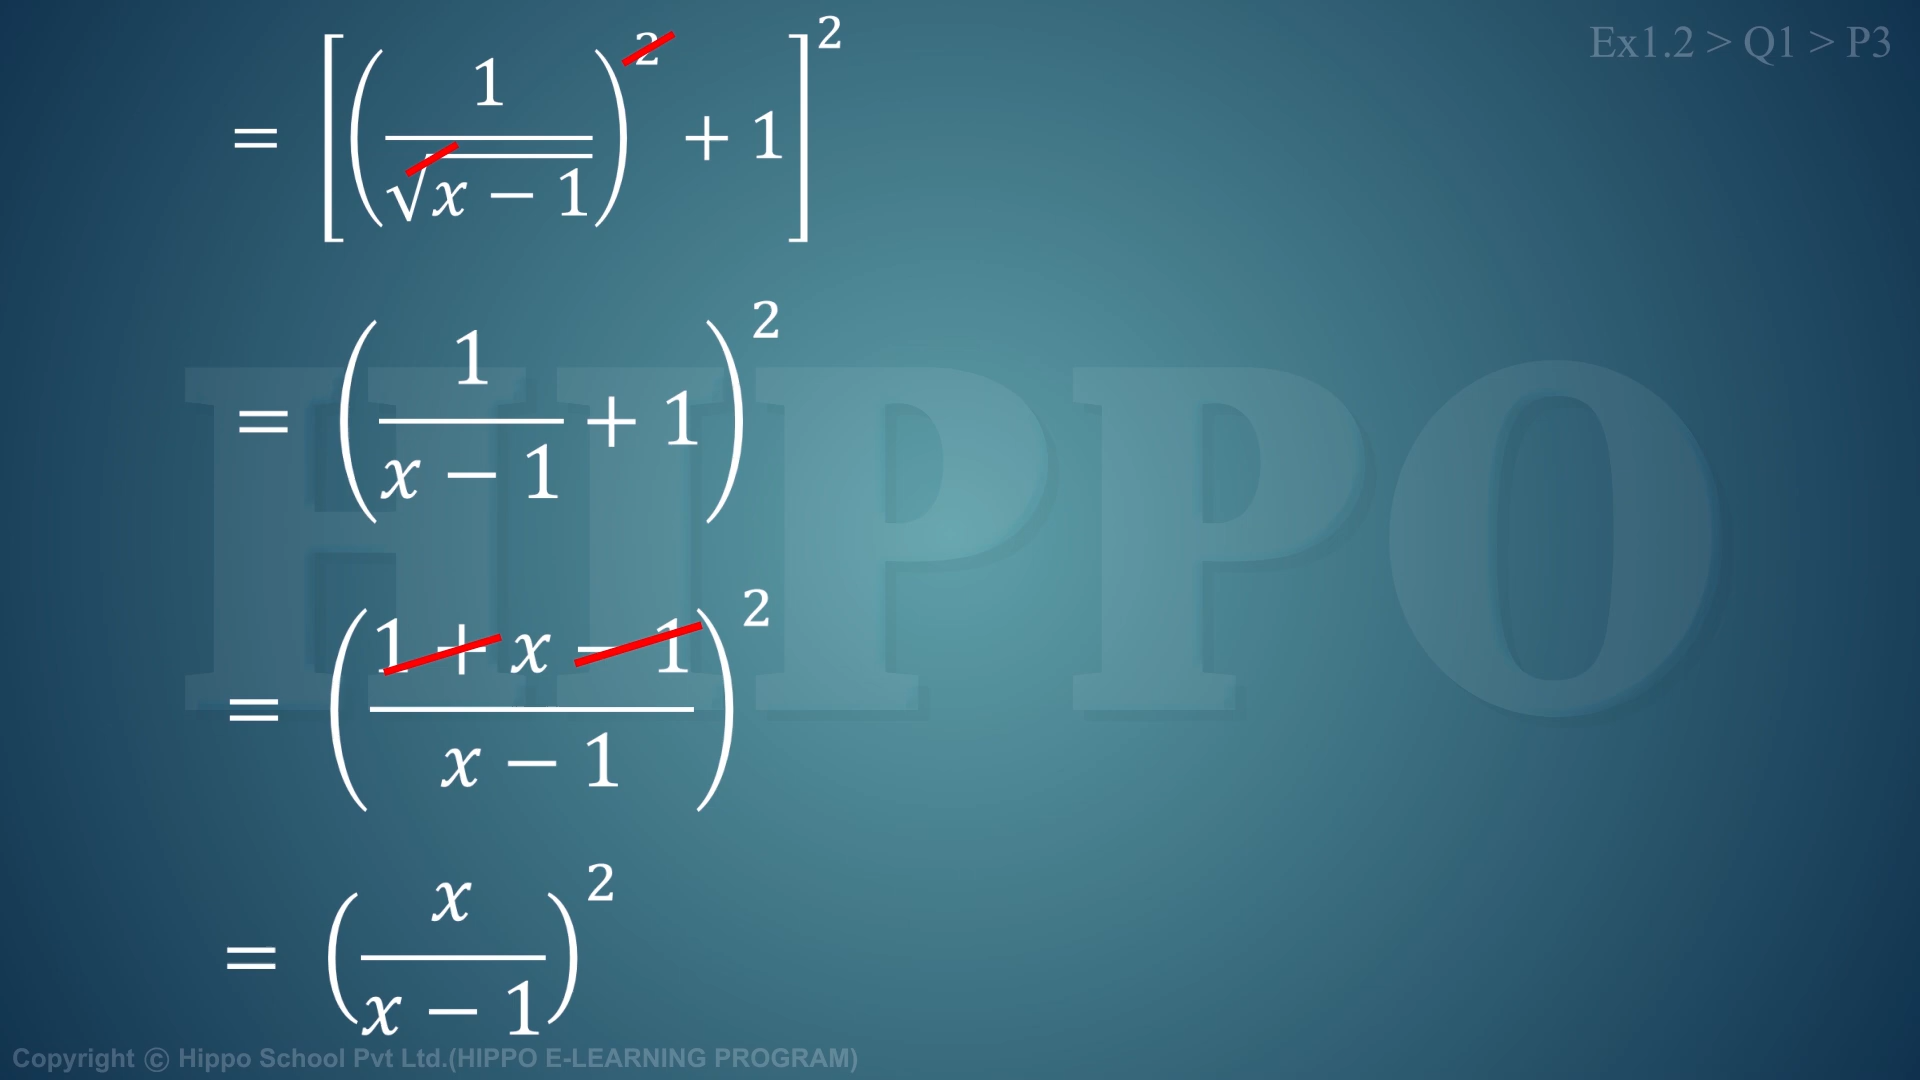 Ex1.2 > Q1 > P3
= [(1/√x − 1)² + 1]²
= (1/x − 1 + 1)²
HIPPO
= (1 + x − 1/x − 1)²
= (x/x − 1)²
Copyright © Hippo School Pvt Ltd.(HIPPO E-LEARNING PROGRAM)